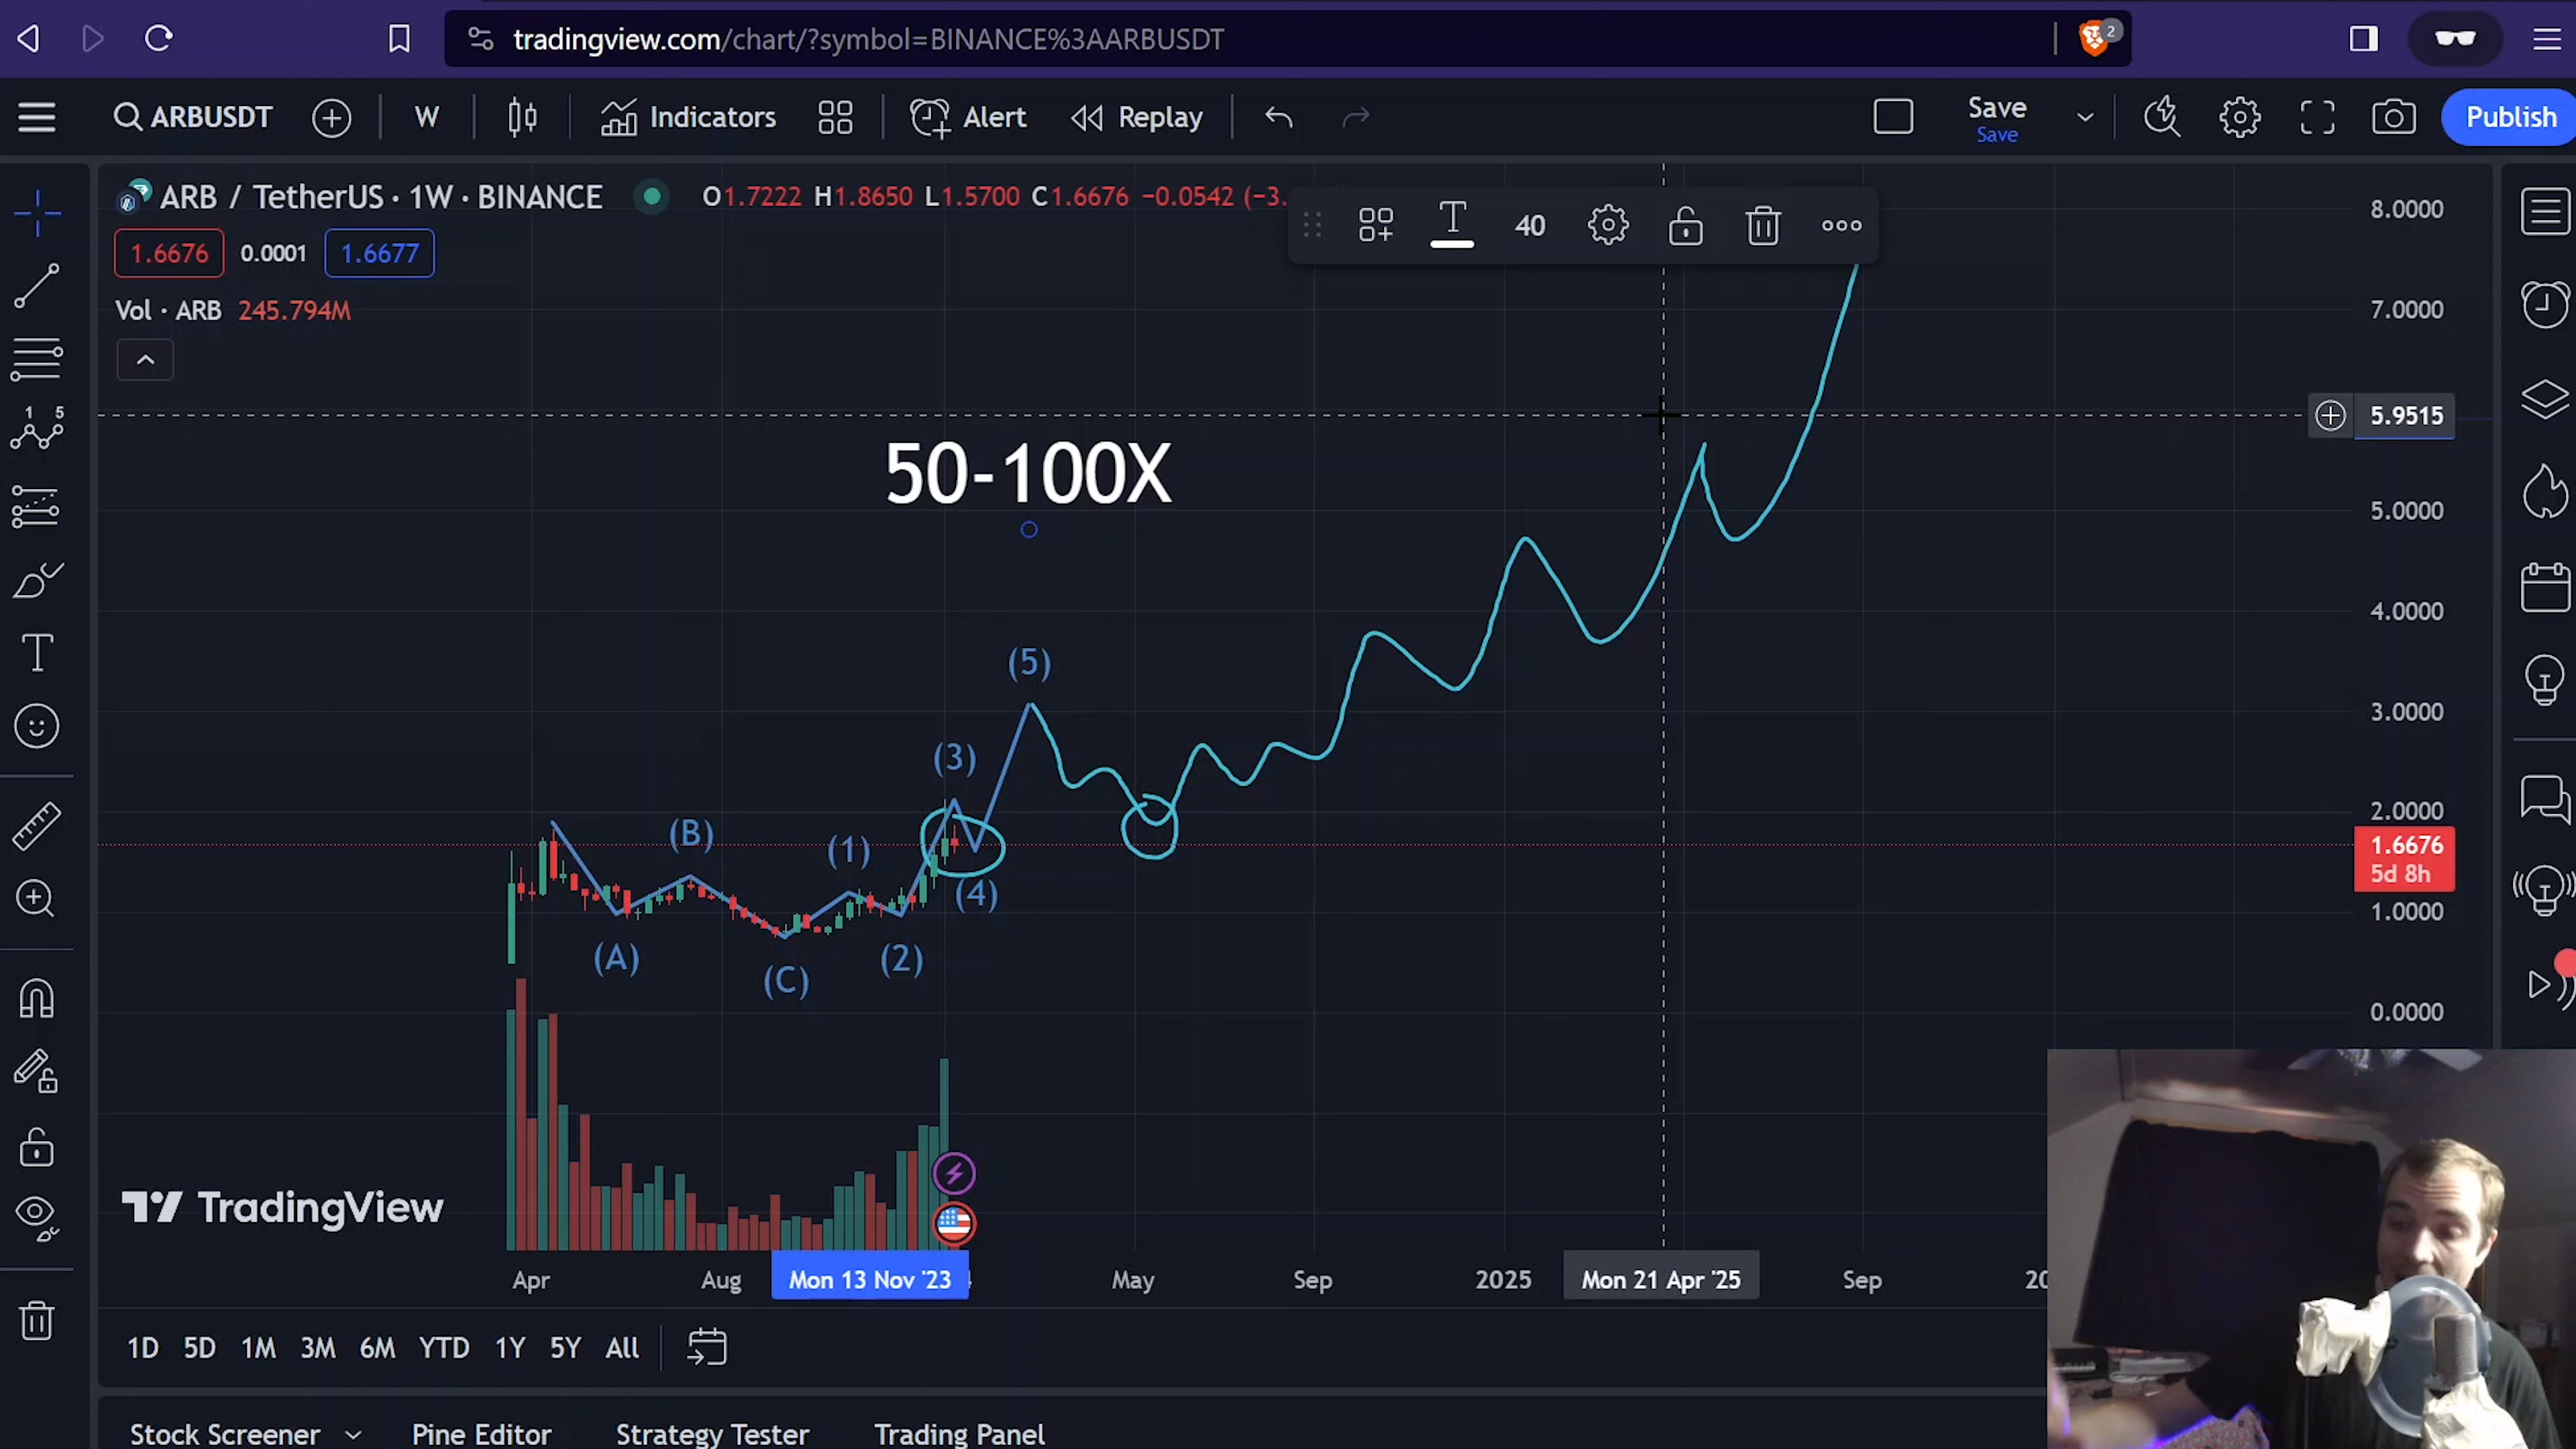 tradingview.com/chart/?symbol=BINANCE%3AARBUSDT
2
ARBUSDT
W
Indicators
Alert
Replay
Save
Save
Publish
ARB / TetherUS · 1W · BINANCE
O1.7222 H1.8650 L1.5700 C1.6676 −0.0542 (−3.
T
40
1.6676
0.0001
1.6677
Vol · ARB 245.794M
8.0000
7.0000
5.9515
5.0000
4.0000
3.0000
2.0000
1.6676
5d 8h
1.0000
0.0000
1 5
50-100X
(5)
(3)
(B)
(1)
(4)
(A)
(2)
(C)
TradingView
Apr
Aug
Mon 13 Nov '23
May
Sep
2025
Mon 21 Apr '25
Sep
1D 5D 1M 3M 6M YTD 1Y 5Y All
Stock Screener
Pine Editor
Strategy Tester
Trading Panel